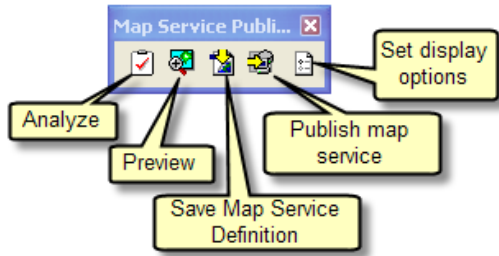 Map Service Publi...
Set display
options
Analyze
Publish map
service
Preview
Save Map Service
Definition